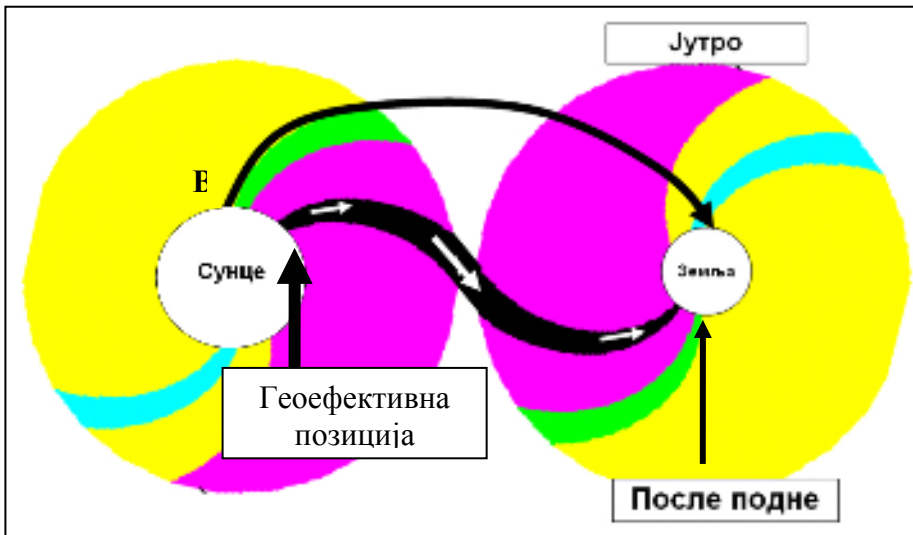 Јутро
В
Сунце
Земља
Геоефективна
позиција
После подне